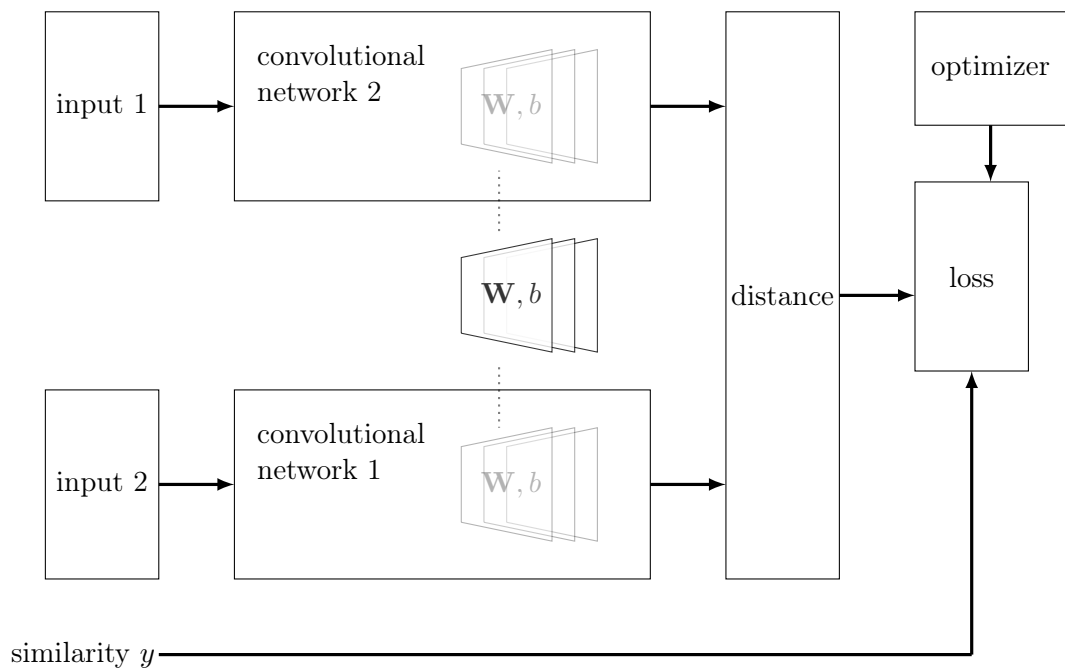 input 1
convolutional
network 2
W, b
optimizer
W, b
distance
loss
input 2
convolutional
network 1
W, b
similarity y